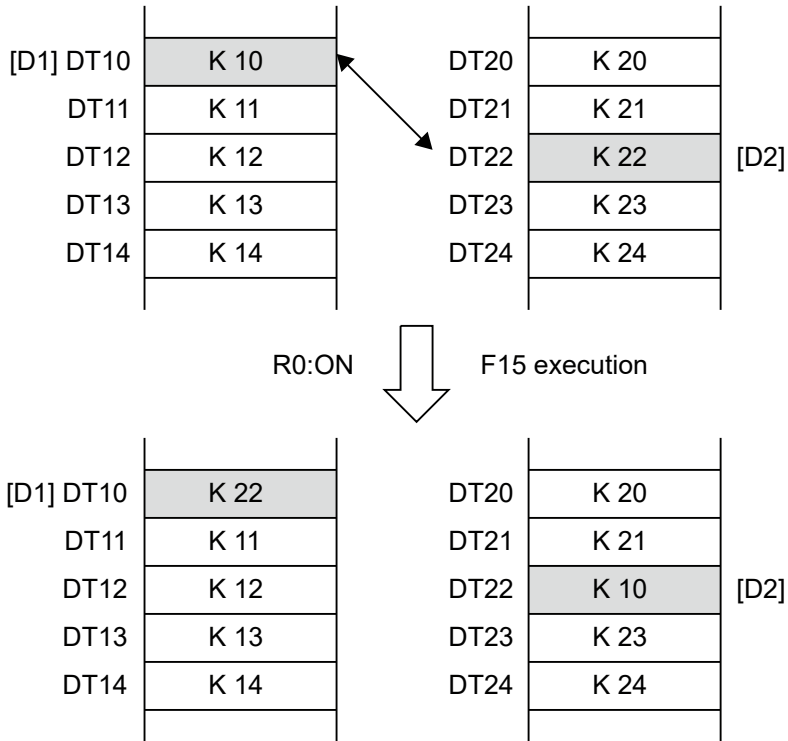 [D1] DT10 K 10 DT20 K 20
DT11 K 11 DT21 K 21
DT12 K 12 DT22 K 22 [D2]
DT13 K 13 DT23 K 23
DT14 K 14 DT24 K 24
R0:ON F15 execution
[D1] DT10 K 22 DT20 K 20
DT11 K 11 DT21 K 21
DT12 K 12 DT22 K 10 [D2]
DT13 K 13 DT23 K 23
DT14 K 14 DT24 K 24